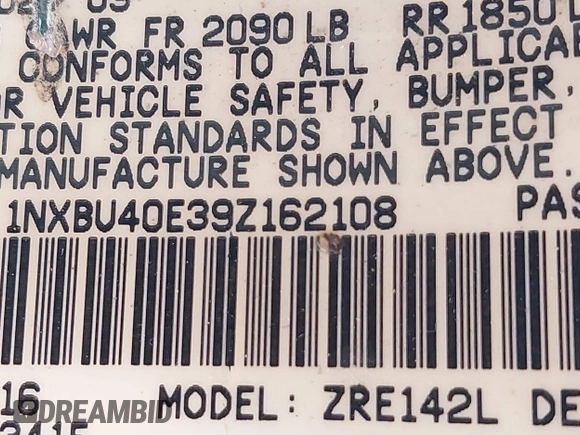 WR FR 2090 LB RR 1850 L
CONFORMS TO ALL APPLICA
R VEHICLE SAFETY, BUMPER,
TION STANDARDS IN EFFECT
MANUFACTURE SHOWN ABOVE.
1NXBU40E39Z162108 PAS
16 MODEL: ZRE142L DE
DREAMBID